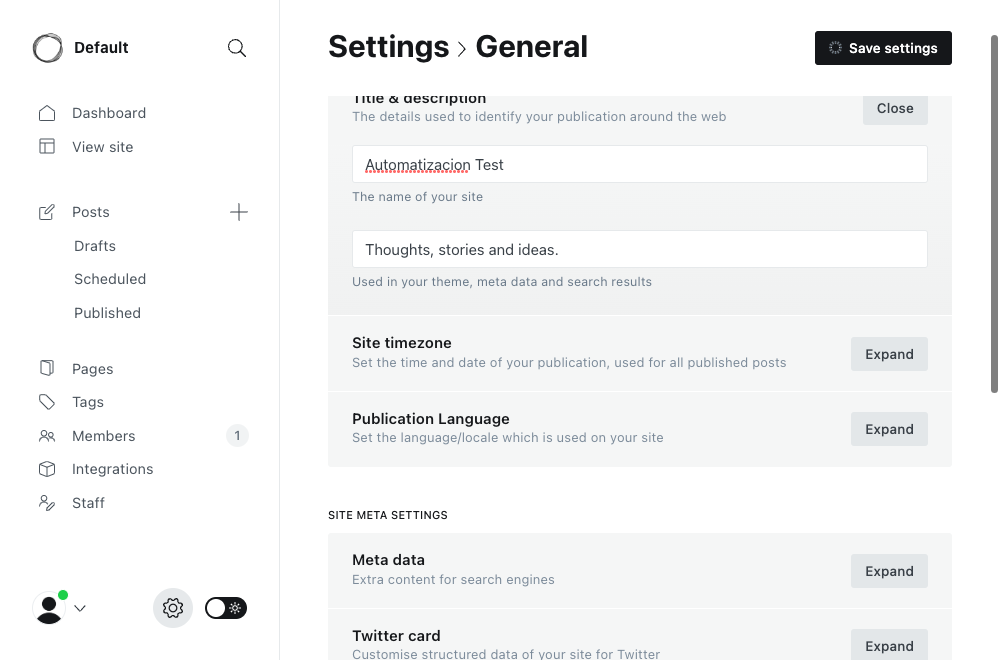 Default
Dashboard
View site
Posts
Drafts
Scheduled
Published
Pages
Tags
Members 1
Integrations
Staff
Settings › General
Save settings
Title & description
The details used to identify your publication around the web
Close
Automatizacion Test
The name of your site
Thoughts, stories and ideas.
Used in your theme, meta data and search results
Site timezone
Set the time and date of your publication, used for all published posts
Expand
Publication Language
Set the language/locale which is used on your site
Expand
SITE META SETTINGS
Meta data
Extra content for search engines
Expand
Twitter card
Customise structured data of your site for Twitter
Expand